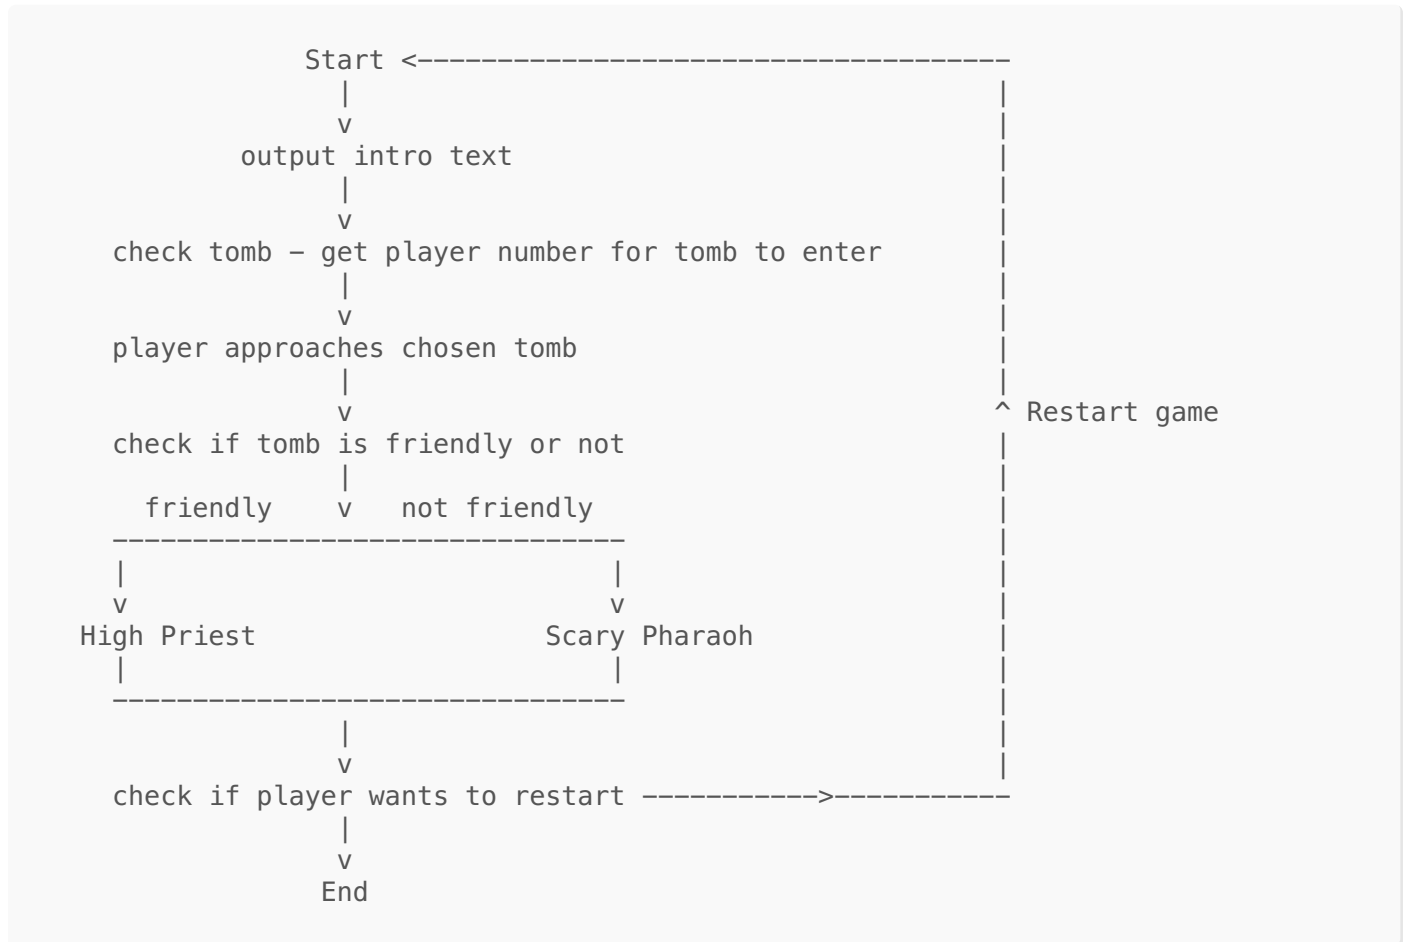 Start <-------------------------------------
|
v
output intro text
|
v
check tomb - get player number for tomb to enter
|
v
player approaches chosen tomb
|
v
^ Restart game
check if tomb is friendly or not
|
friendly v not friendly
--------------------------------
| |
v v
High Priest Scary Pharaoh
| |
--------------------------------
|
v
check if player wants to restart ----------->-----------
|
v
End